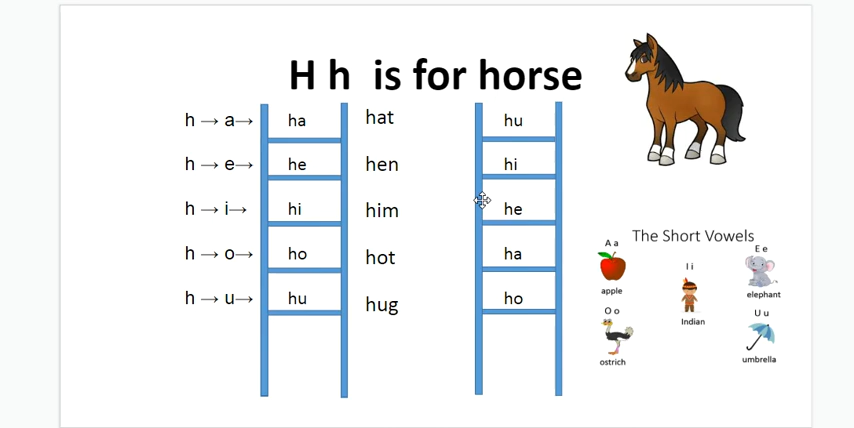 H h is for horse
h → a→ ha hat hu
h → e→ he hen hi
h → i→ hi him he
h → o→ ho hot ha
h → u→ hu hug ho
The Short Vowels
A a
apple
E e
elephant
I i
Indian
O o
ostrich
U u
umbrella